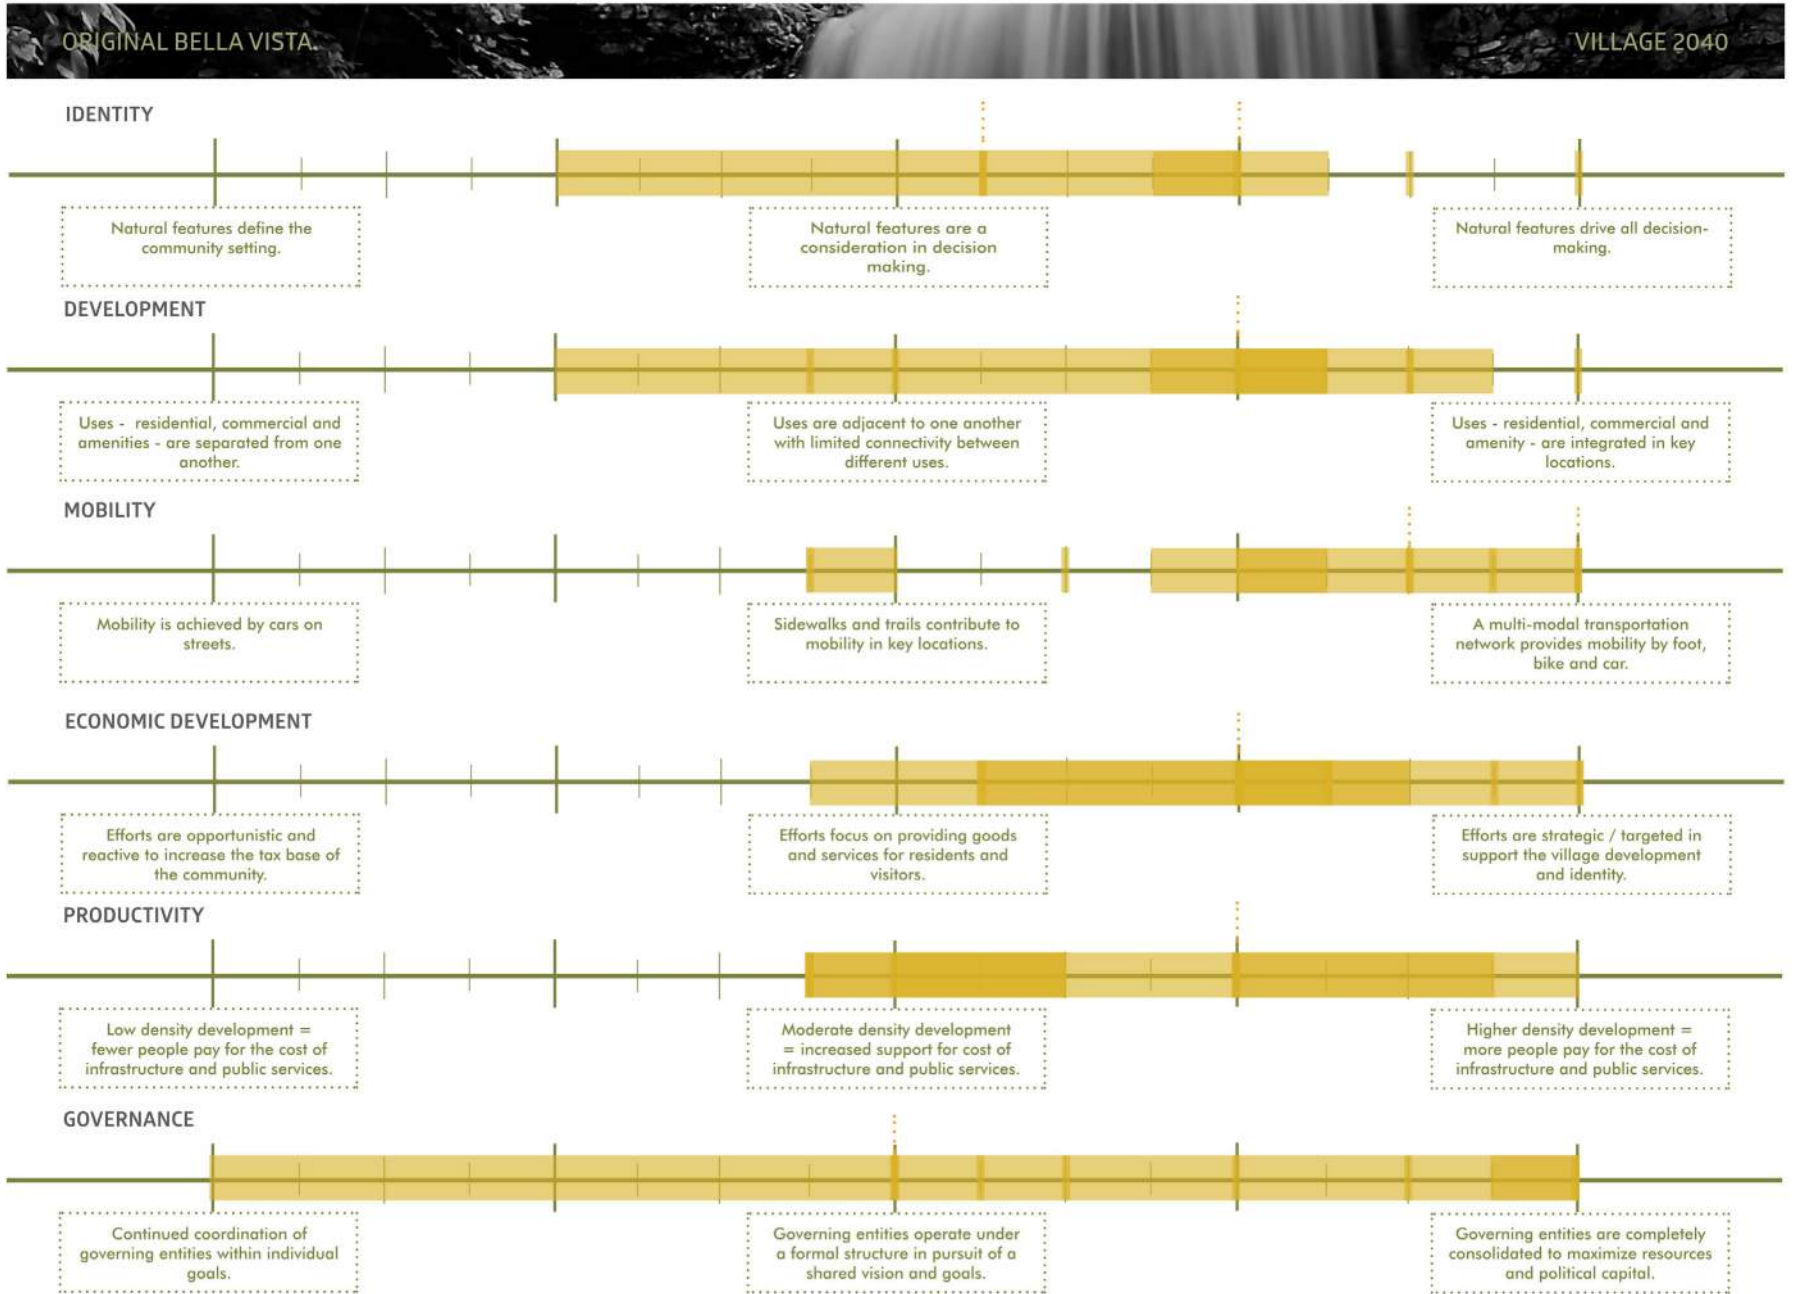 ORIGINAL BELLA VISTA
VILLAGE 2040
IDENTITY
Natural features define the
community setting.
Natural features are a
consideration in decision
making.
Natural features drive all decision-
making.
DEVELOPMENT
Uses - residential, commercial and
amenities - are separated from one
another.
Uses are adjacent to one another
with limited connectivity between
different uses.
Uses - residential, commercial and
amenity - are integrated in key
locations.
MOBILITY
Mobility is achieved by cars on
streets.
Sidewalks and trails contribute to
mobility in key locations.
A multi-modal transportation
network provides mobility by foot,
bike and car.
ECONOMIC DEVELOPMENT
Efforts are opportunistic and
reactive to increase the tax base of
the community.
Efforts focus on providing goods
and services for residents and
visitors.
Efforts are strategic / targeted in
support the village development
and identity.
PRODUCTIVITY
Low density development =
fewer people pay for the cost of
infrastructure and public services.
Moderate density development
= increased support for cost of
infrastructure and public services.
Higher density development =
more people pay for the cost of
infrastructure and public services.
GOVERNANCE
Continued coordination of
governing entities within individual
goals.
Governing entities operate under
a formal structure in pursuit of a
shared vision and goals.
Governing entities are completely
consolidated to maximize resources
and political capital.